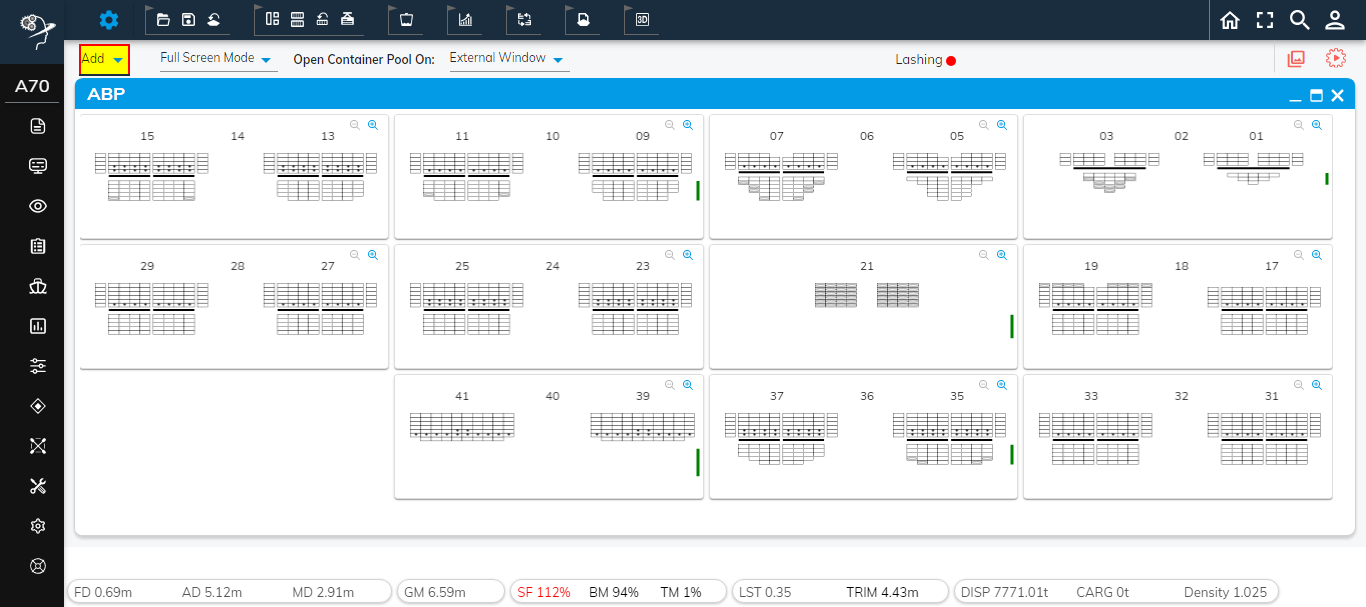 3D
A70
Add
Full Screen Mode
Open Container Pool On:
External Window
Lashing
ABP
15 14 13
11 10 09
07 06 05
03 02 01
29 28 27
25 24 23
21
19 18 17
41 40 39
37 36 35
33 32 31
FD 0.69m AD 5.12m MD 2.91m
GM 6.59m
SF 112% BM 94% TM 1%
LST 0.35 TRIM 4.43m
DISP 7771.01t CARG 0t Density 1.025